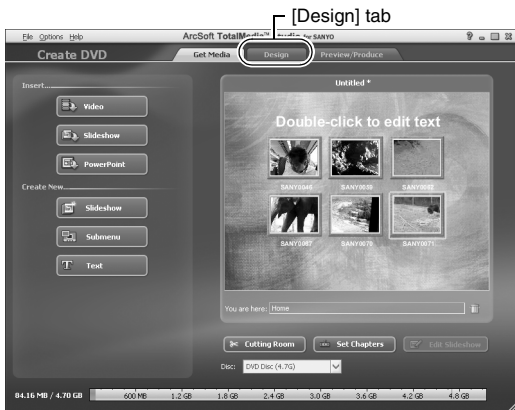 [Design] tab
File Options Help
ArcSoft TotalMedia™ Studio for SANYO
Create DVD
Get Media
Design
Preview/Produce
Insert...
Video
Slideshow
PowerPoint
Create New...
Slideshow
Submenu
T Text
Untitled *
Double-click to edit text
SANY0046 SANY0050 SANY0052
SANY0067 SANY0070 SANY0071
You are here: Home
Cutting Room
Set Chapters
Edit Slideshow
Disc: DVD Disc (4.7G)
84.16 MB / 4.70 GB
600 MB 1.2 GB 1.8 GB 2.4 GB 3.0 GB 3.6 GB 4.2 GB 4.8 GB